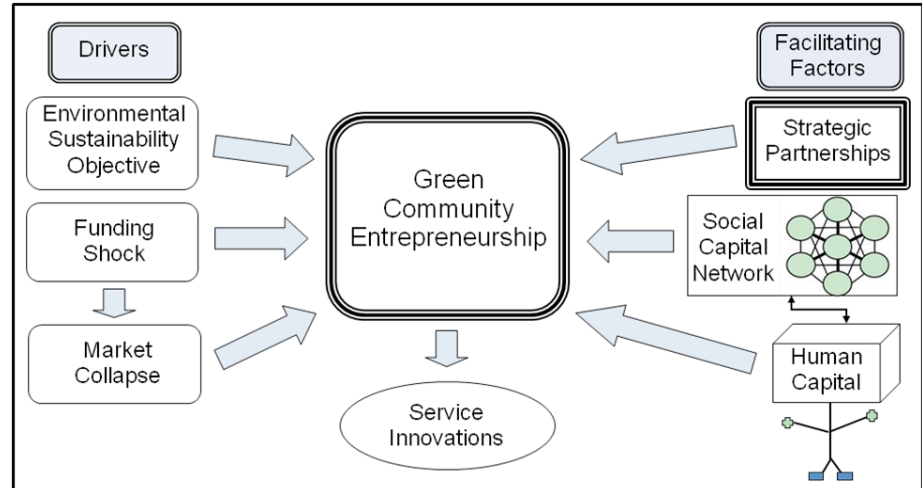 Drivers
Environmental
Sustainability
Objective
Funding
Shock
Market
Collapse
Green
Community
Entrepreneurship
Service
Innovations
Facilitating
Factors
Strategic
Partnerships
Social
Capital
Network
Human
Capital